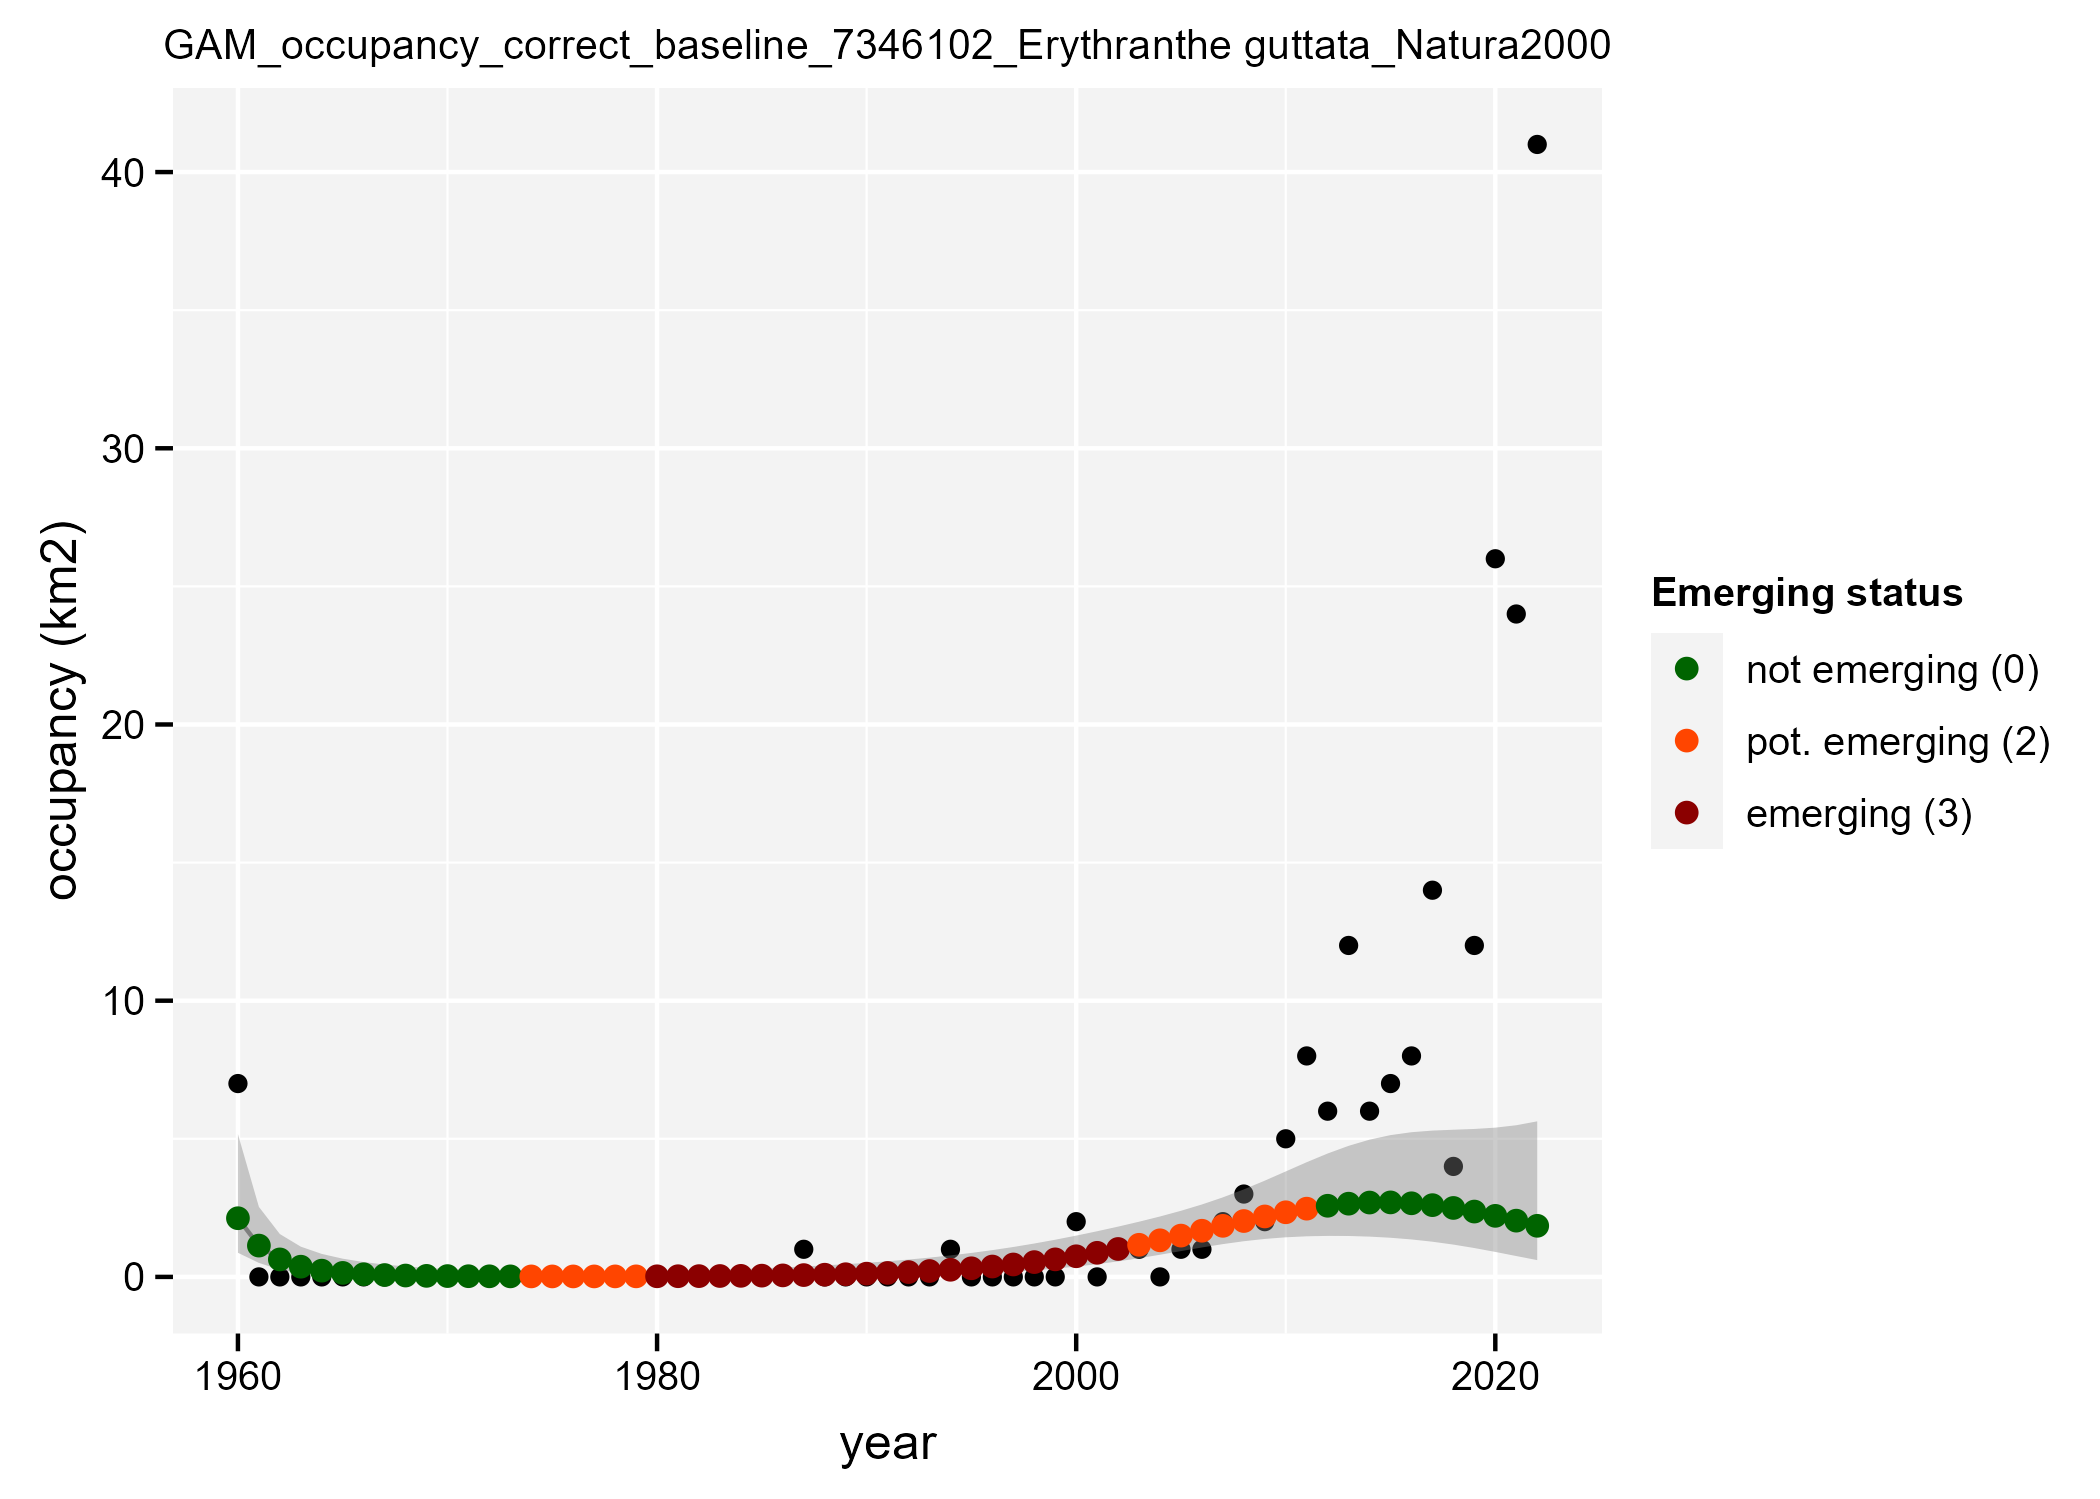 GAM_occupancy_correct_baseline_7346102_Erythranthe guttata_Natura2000
occupancy (km2)
40
30
20
10
0
1960
1980
2000
2020
year
Emerging status
not emerging (0)
pot. emerging (2)
emerging (3)